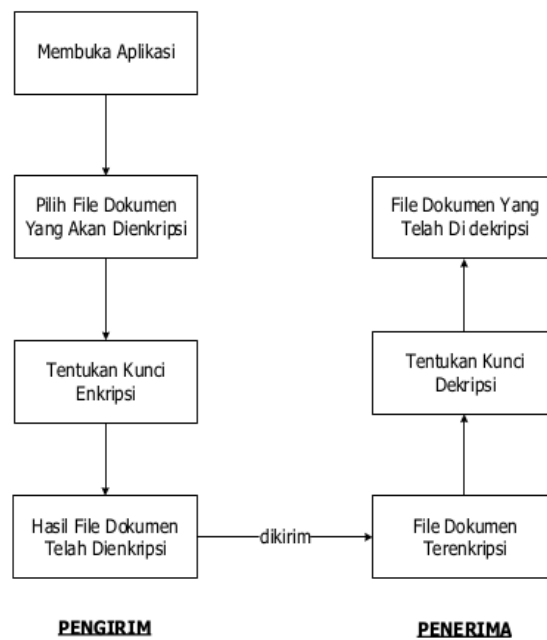 Membuka Aplikasi
Pilih File Dokumen
Yang Akan Dienkripsi
Tentukan Kunci
Enkripsi
Hasil File Dokumen
Telah Dienkripsi
dikirim
File Dokumen
Terenkripsi
Tentukan Kunci
Dekripsi
File Dokumen Yang
Telah Di dekripsi
PENGIRIM
PENERIMA